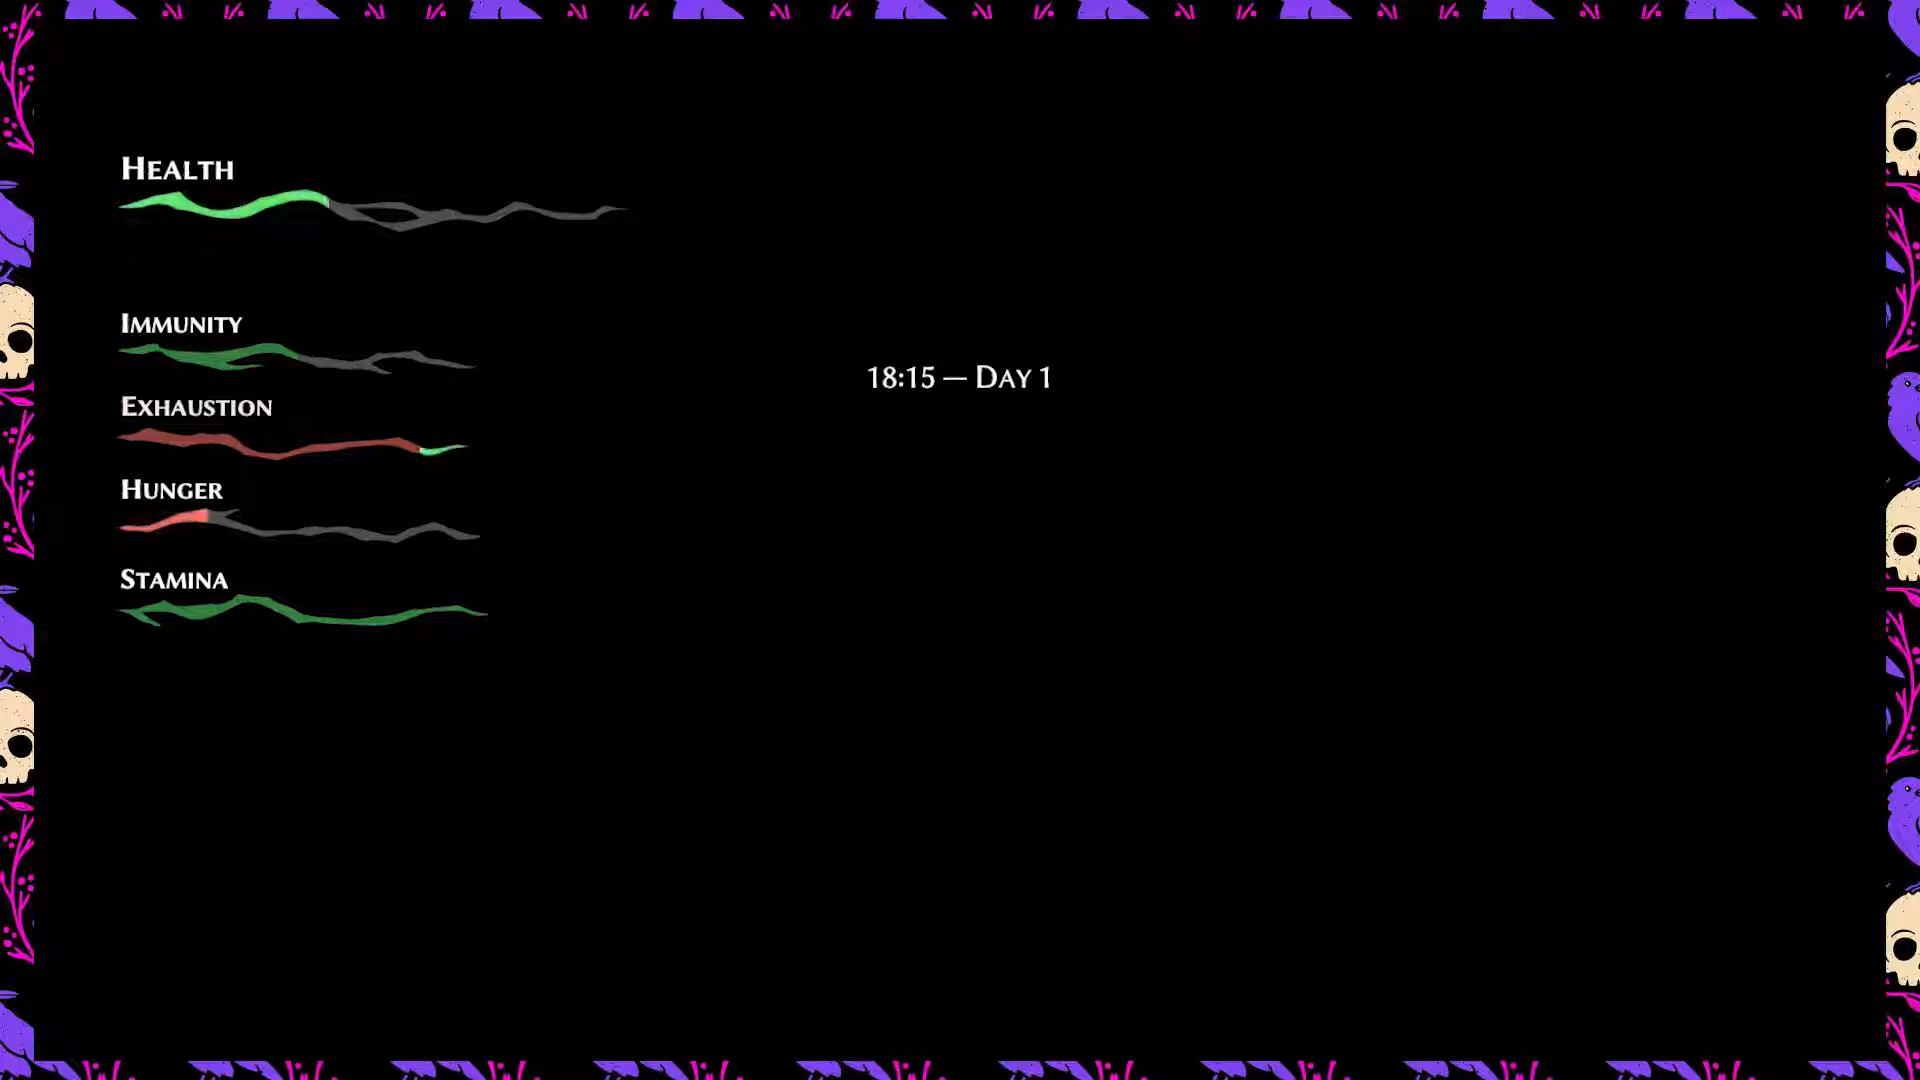 Health
Immunity
18:15 — Day 1
Exhaustion
Hunger
Stamina